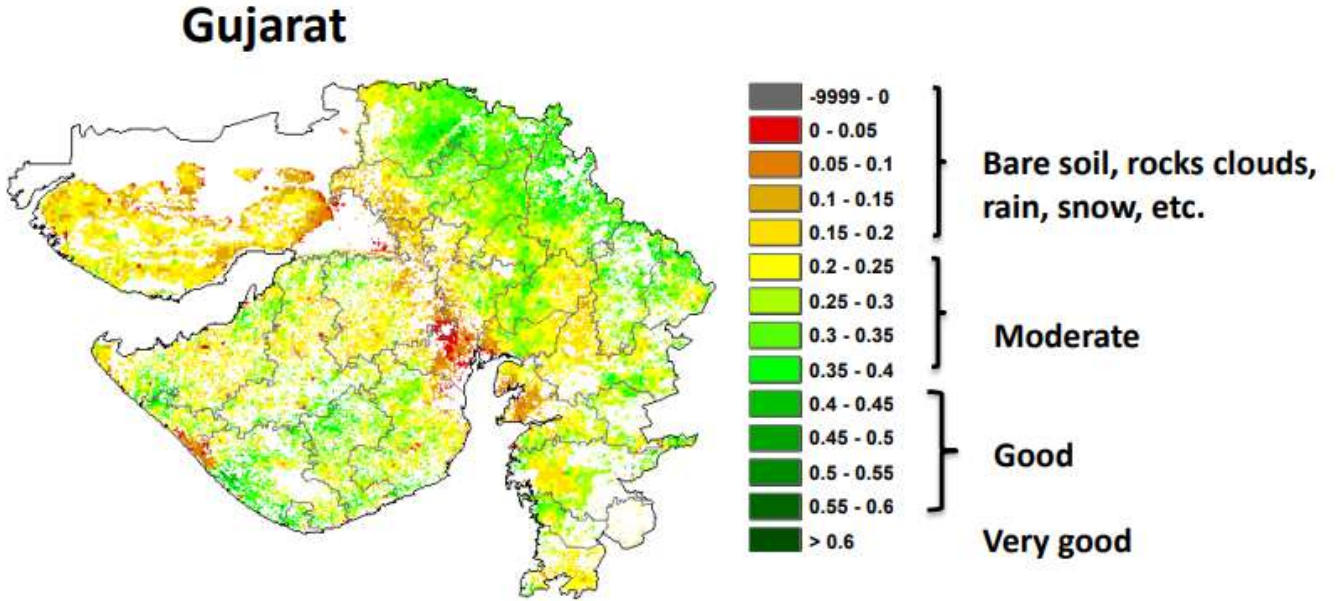 Gujarat
-9999 - 0
0 - 0.05
0.05 - 0.1
0.1 - 0.15
0.15 - 0.2
0.2 - 0.25
0.25 - 0.3
0.3 - 0.35
0.35 - 0.4
0.4 - 0.45
0.45 - 0.5
0.5 - 0.55
0.55 - 0.6
> 0.6
Bare soil, rocks clouds,
rain, snow, etc.
Moderate
Good
Very good